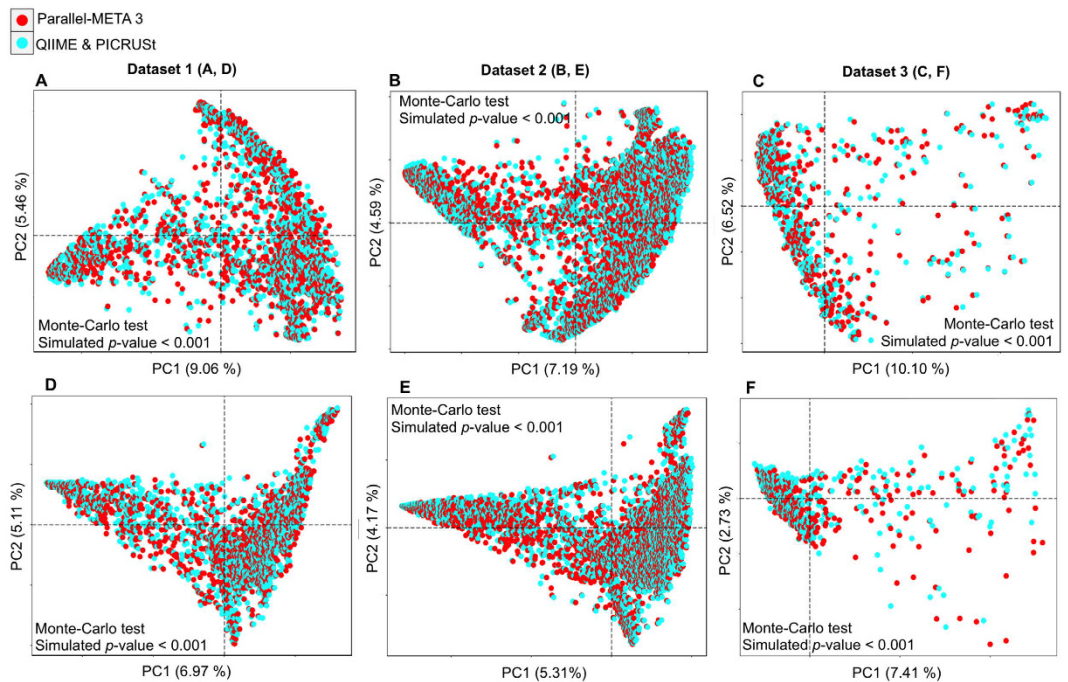 Parallel-META 3
QIIME & PICRUSt
Dataset 1 (A, D)
Dataset 2 (B, E)
Dataset 3 (C, F)
A
PC2 (5.46 %)
Monte-Carlo test
Simulated p-value < 0.001
PC1 (9.06 %)
B
Monte-Carlo test
Simulated p-value < 0.001
PC2 (4.59 %)
PC1 (7.19 %)
C
PC2 (6.52 %)
Monte-Carlo test
Simulated p-value < 0.001
PC1 (10.10 %)
D
PC2 (5.11 %)
Monte-Carlo test
Simulated p-value < 0.001
PC1 (6.97 %)
E
Monte-Carlo test
Simulated p-value < 0.001
PC2 (4.17 %)
PC1 (5.31%)
F
PC2 (2.73 %)
Monte-Carlo test
Simulated p-value < 0.001
PC1 (7.41 %)